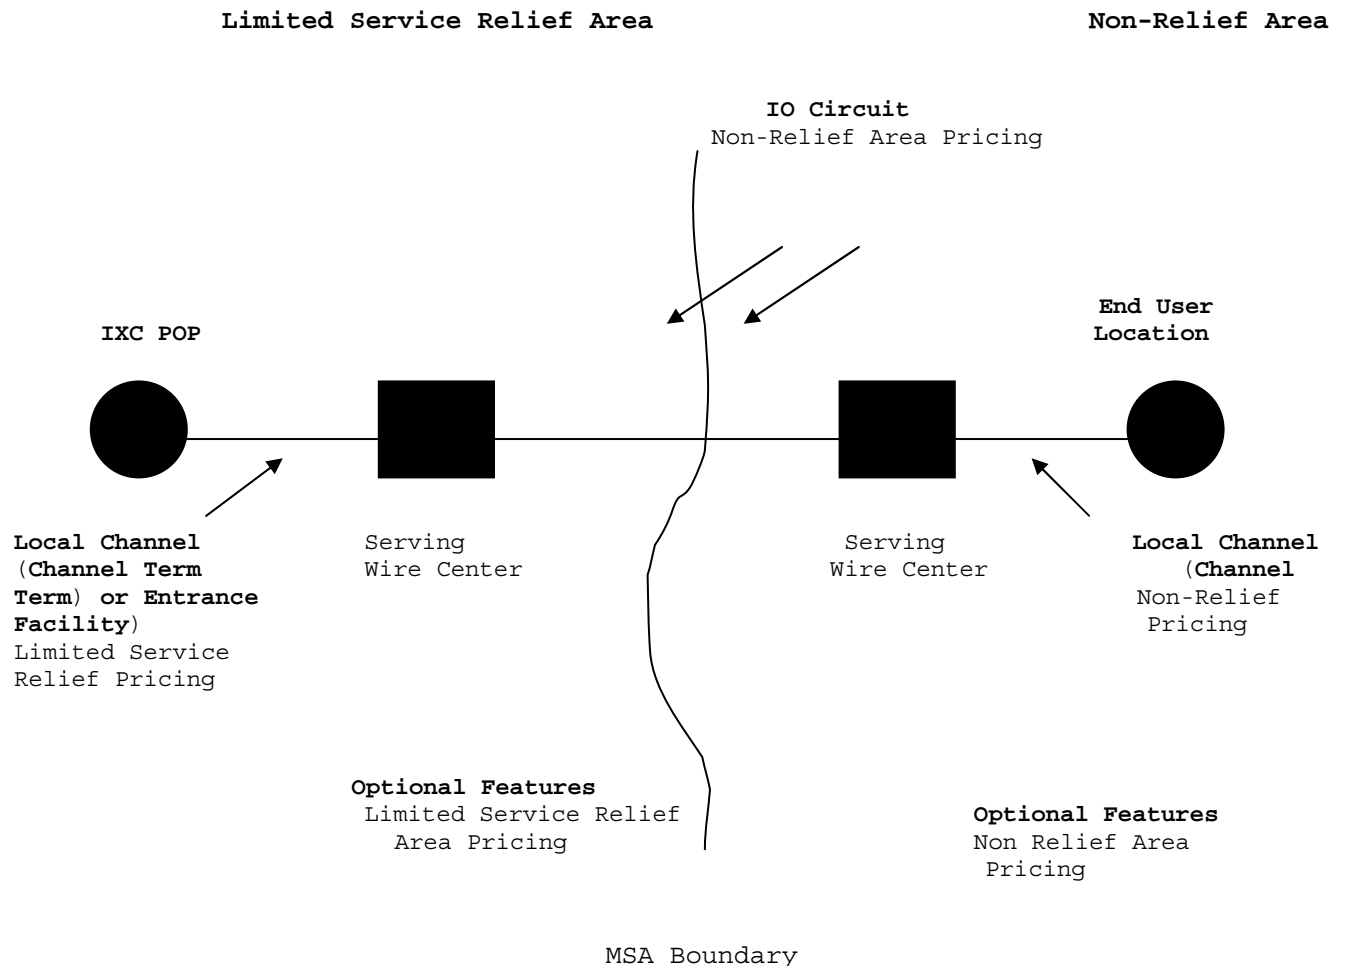 Limited Service Relief Area
Non-Relief Area
IO Circuit
Non-Relief Area Pricing
End User
Location
IXC POP
Local Channel
(Channel Term
Term) or Entrance
Facility)
Limited Service
Relief Pricing
Serving
Wire Center
Serving
Wire Center
Local Channel
(Channel
Non-Relief
Pricing
Optional Features
Limited Service Relief
Area Pricing
Optional Features
Non Relief Area
Pricing
MSA Boundary